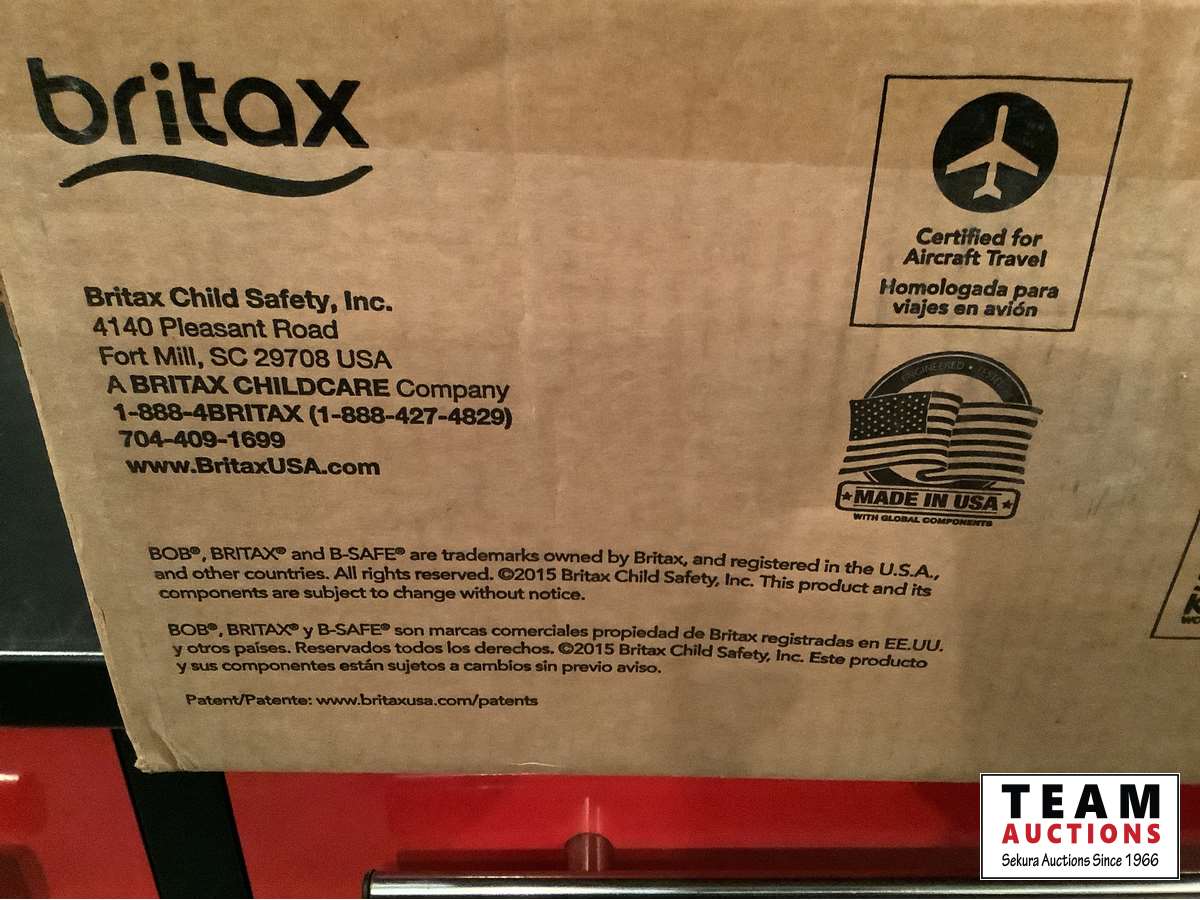 britax
Certified for
Aircraft Travel
Homologada para
viajes en avión
Britax Child Safety, Inc.
4140 Pleasant Road
Fort Mill, SC 29708 USA
A BRITAX CHILDCARE Company
1-888-4BRITAX (1-888-427-4829)
704-409-1699
www.BritaxUSA.com
ENGINEERED •
MADE IN USA
WITH GLOBAL COMPONENTS
BOB®, BRITAX® and B-SAFE® are trademarks owned by Britax, and registered in the U.S.A.,
and other countries. All rights reserved. ©2015 Britax Child Safety, Inc. This product and its
components are subject to change without notice.
BOB®, BRITAX® y B-SAFE® son marcas comerciales propiedad de Britax registradas en EE.UU.
y otros países. Reservados todos los derechos. ©2015 Britax Child Safety, Inc. Este producto
y sus componentes están sujetos a cambios sin previo aviso.
Patent/Patente: www.britaxusa.com/patents
TEAM
AUCTIONS
Sekura Auctions Since 1966